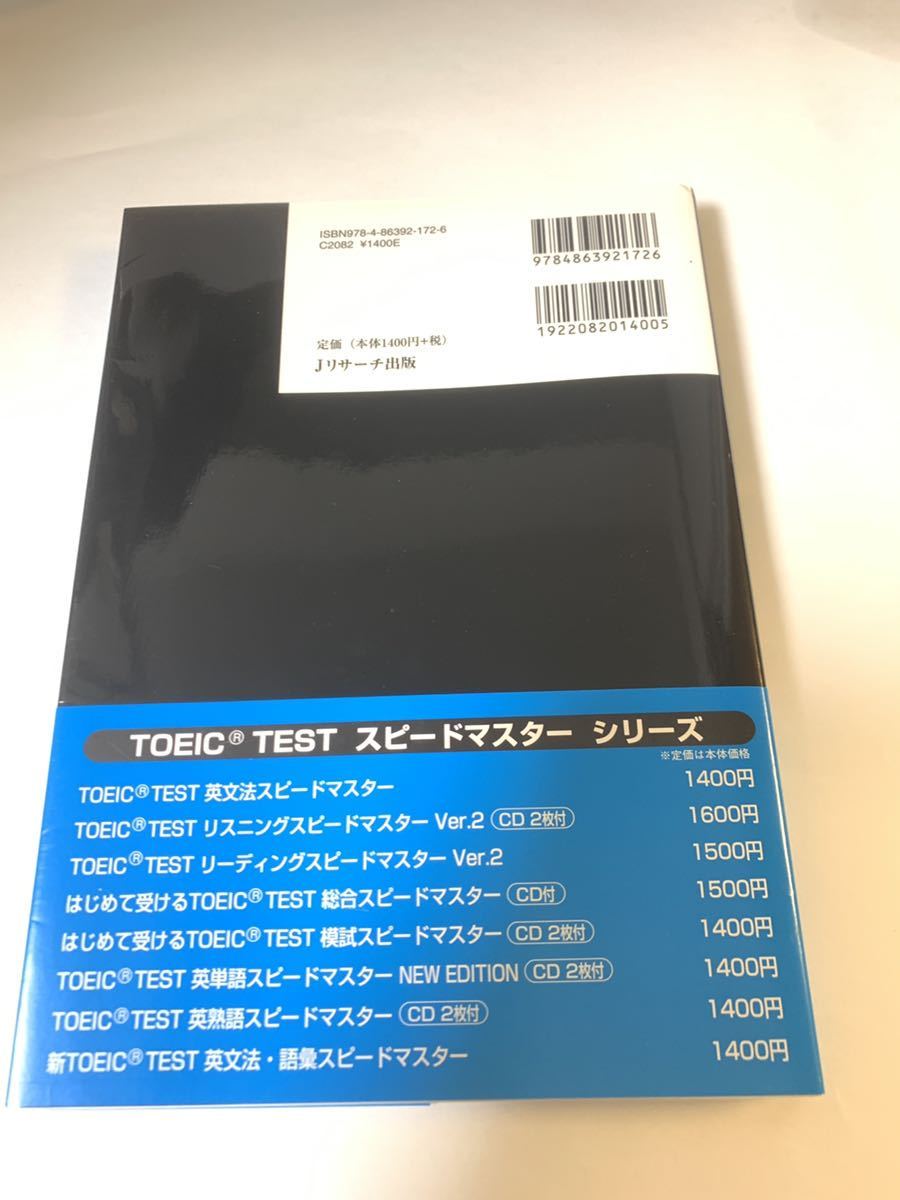 ISBN978-4-86392-172-6
C2082 ¥1400E
9784863921726
1922082014005
定価(本体1400円+税)
Jリサーチ出版
TOEIC® TEST スピードマスター シリーズ
※定価は本体価格
TOEIC® TEST 英文法スピードマスター 1400円
TOEIC® TEST リスニングスピードマスター Ver.2 CD 2枚付 1600円
TOEIC® TEST リーディングスピードマスター Ver.2 1500円
はじめて受けるTOEIC® TEST 総合スピードマスター CD付 1500円
はじめて受けるTOEIC® TEST 模試スピードマスター CD 2枚付 1400円
TOEIC® TEST 英単語スピードマスター NEW EDITION CD 2枚付 1400円
TOEIC® TEST 英熟語スピードマスター CD 2枚付 1400円
新TOEIC® TEST 英文法・語彙スピードマスター 1400円